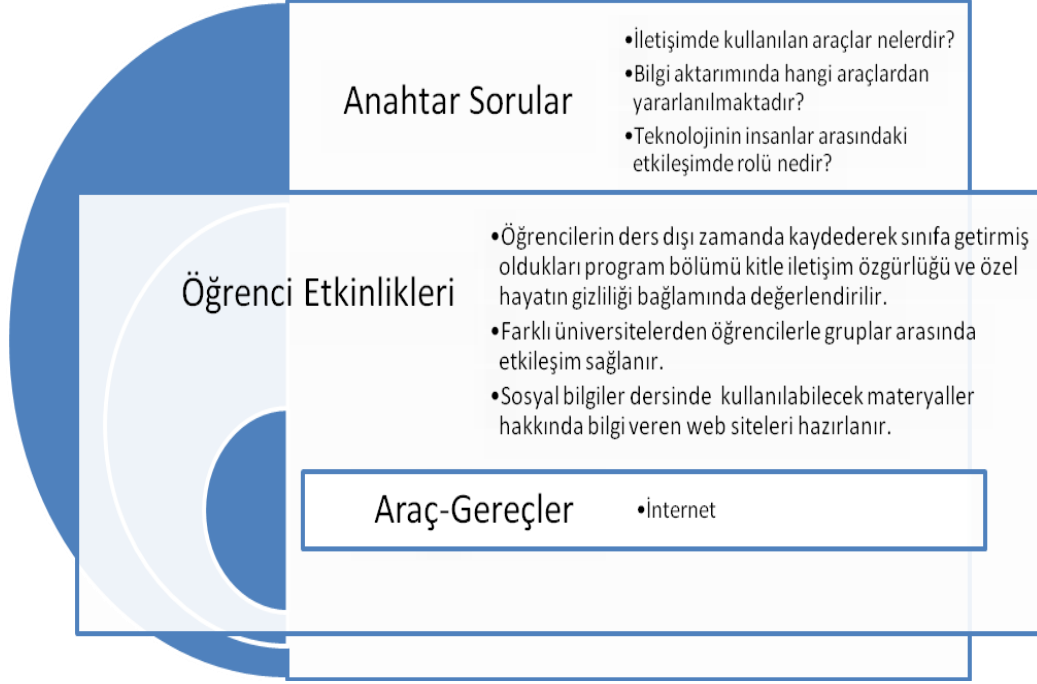 Anahtar Sorular
•İletişimde kullanılan araçlar nelerdir?
•Bilgi aktarımında hangi araçlardan
yararlanılmaktadır?
•Teknolojinin insanlar arasındaki
etkileşimde rolü nedir?
Öğrenci Etkinlikleri
•Öğrencilerin ders dışı zamanda kaydederek sınıfa getirmiş
oldukları program bölümü kitle iletişim özgürlüğü ve özel
hayatın gizliliği bağlamında değerlendirilir.
•Farklı üniversitelerden öğrencilerle gruplar arasında
etkileşim sağlanır.
•Sosyal bilgiler dersinde kullanılabilecek materyaller
hakkında bilgi veren web siteleri hazırlanır.
Araç-Gereçler
•İnternet